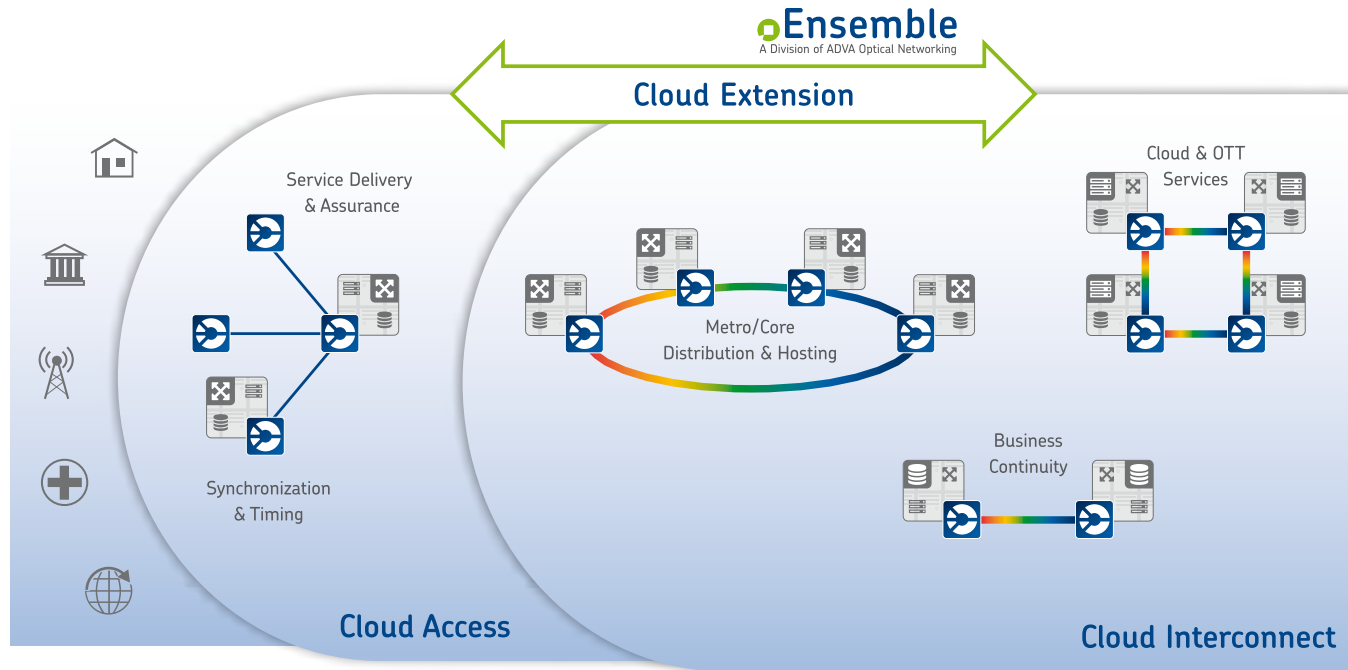 Ensemble
A Division of ADVA Optical Networking
Cloud Extension
Service Delivery
& Assurance
Synchronization
& Timing
Cloud Access
Metro/Core
Distribution & Hosting
Cloud & OTT
Services
Business
Continuity
Cloud Interconnect